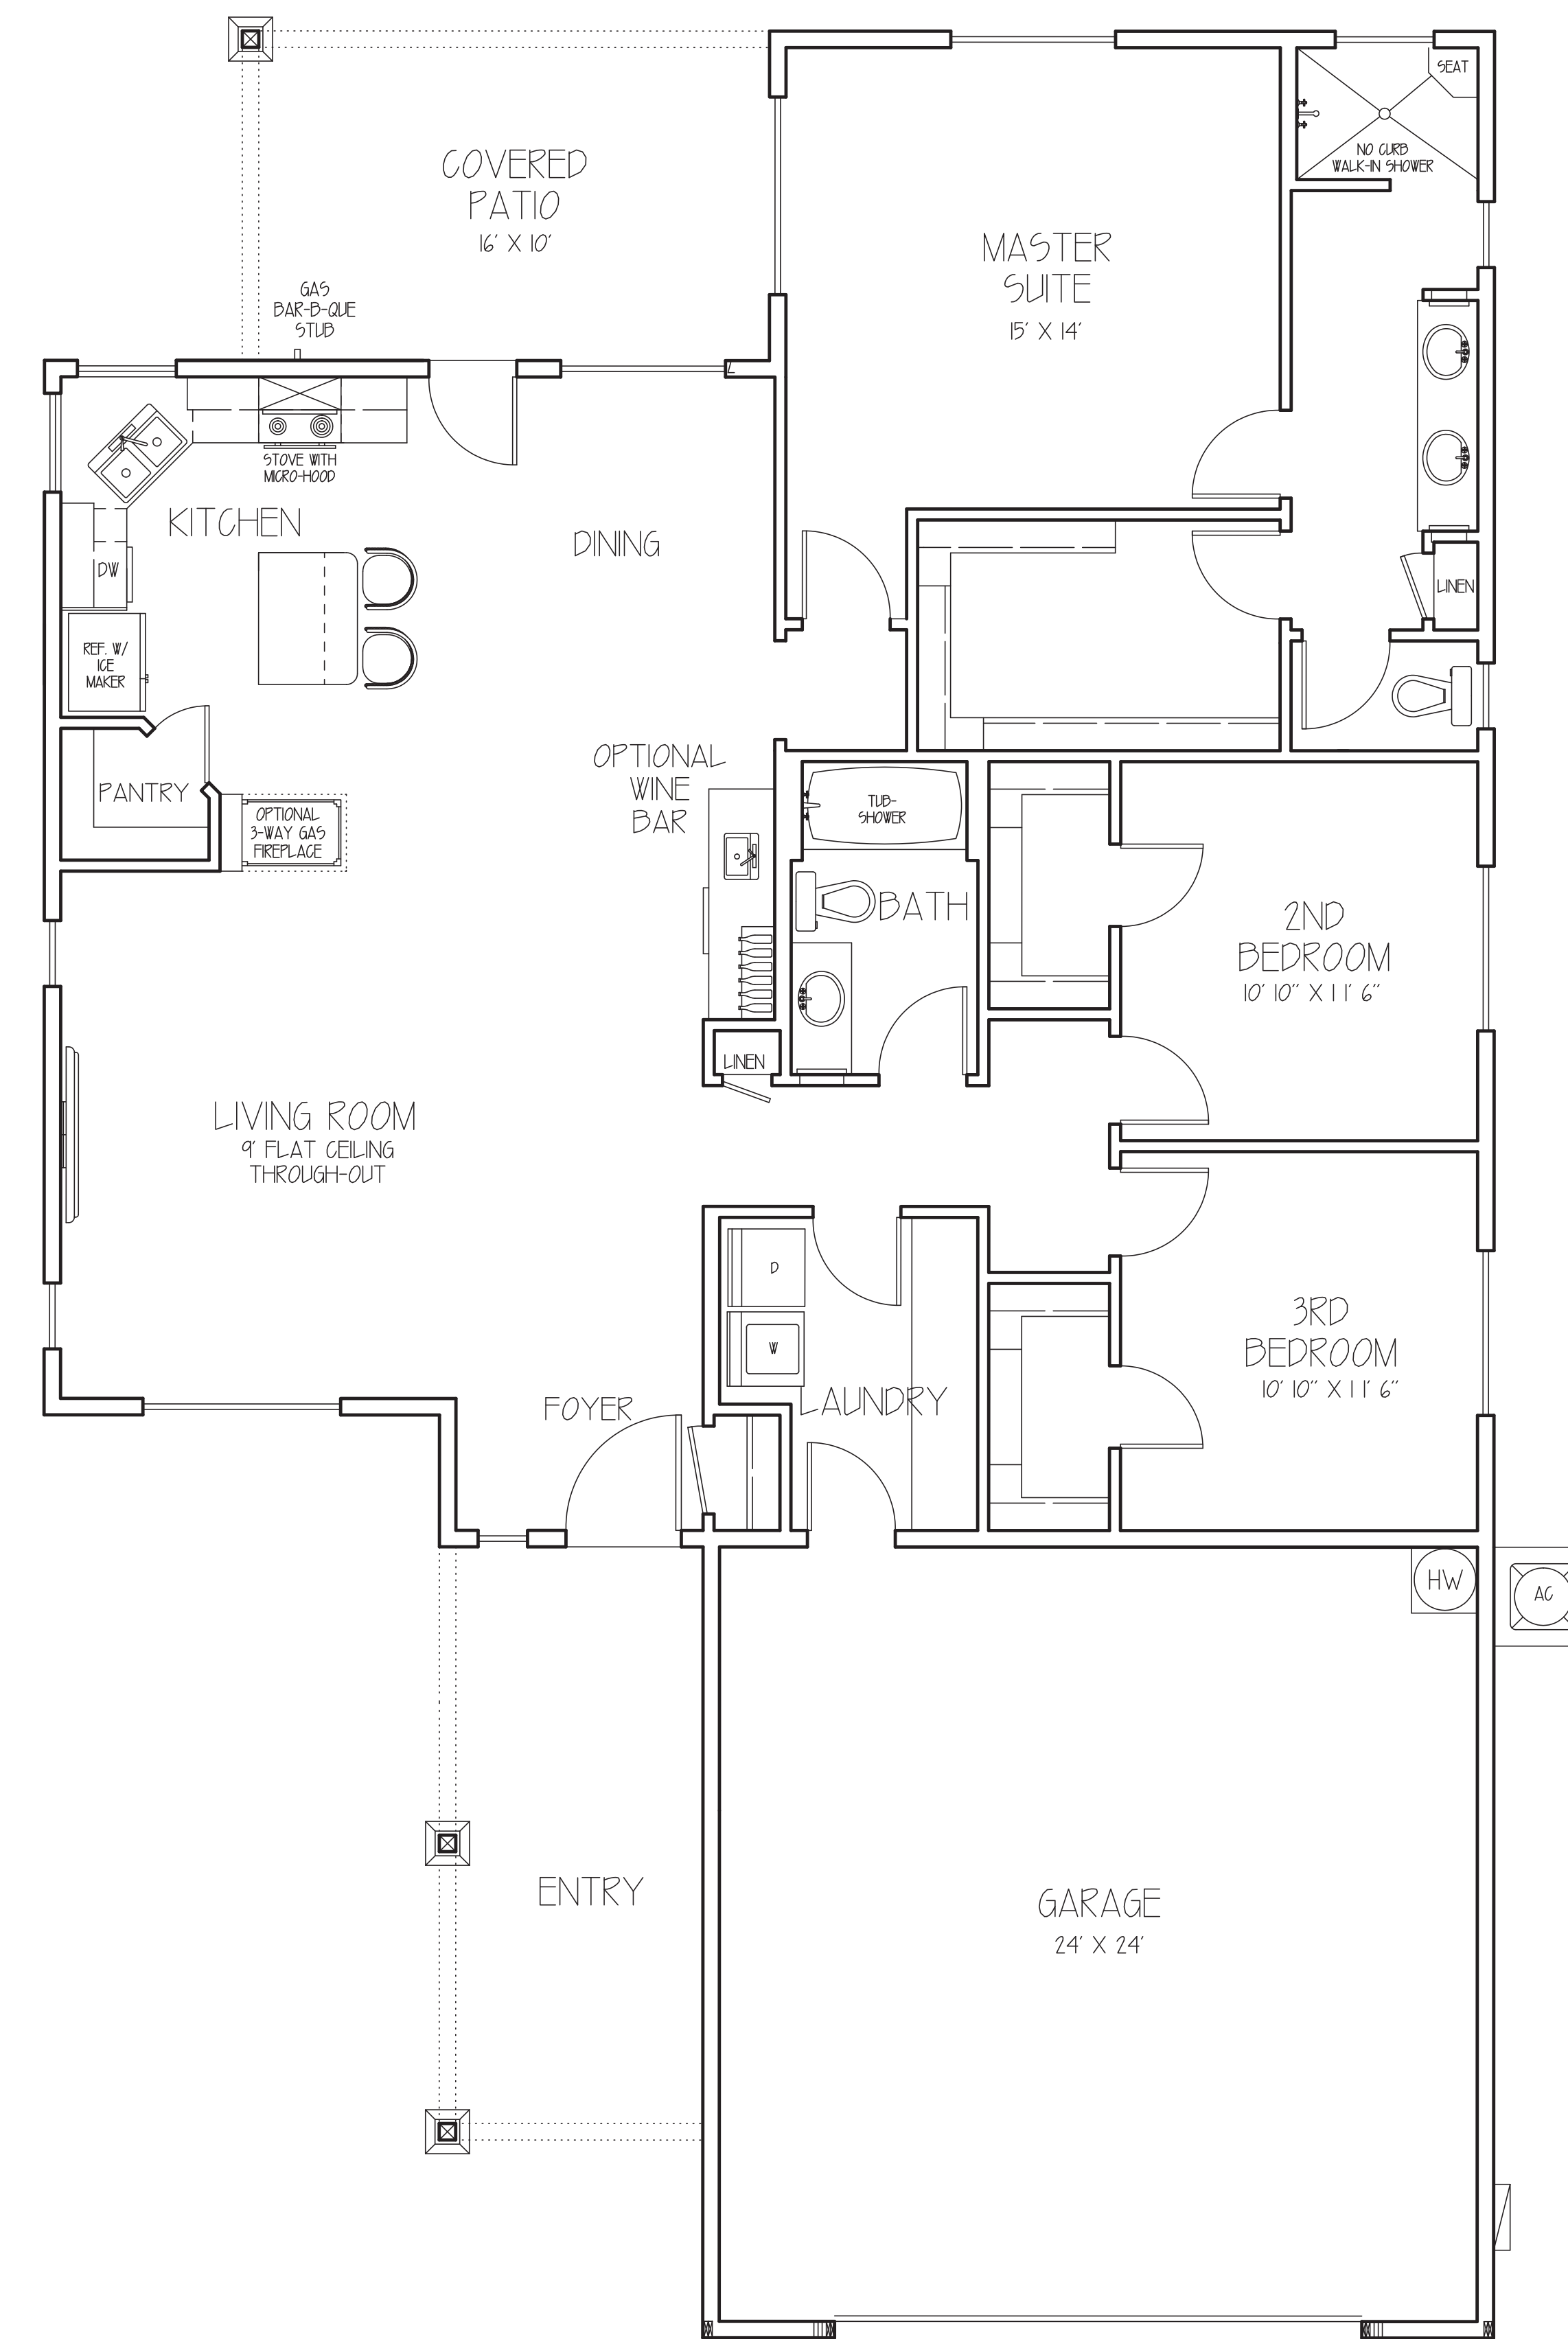 SEAT
NO CURB
WALK-IN SHOWER
COVERED
PATIO
16' X 10'
MASTER
SUITE
15' X 14'
GAS
BAR-B-QUE
STUB
STOVE WITH
MICRO-HOOD
KITCHEN
DINING
DW
LINEN
REF. W/
ICE
MAKER
OPTIONAL
WINE
BAR
PANTRY
OPTIONAL
3-WAY GAS
FIREPLACE
TUB-
SHOWER
BATH
2ND
BEDROOM
10' 10" X 11' 6"
LINEN
LIVING ROOM
9' FLAT CEILING
THROUGH-OUT
D
W
3RD
BEDROOM
10' 10" X 11' 6"
FOYER
LAUNDRY
HW
AC
ENTRY
GARAGE
24' X 24'